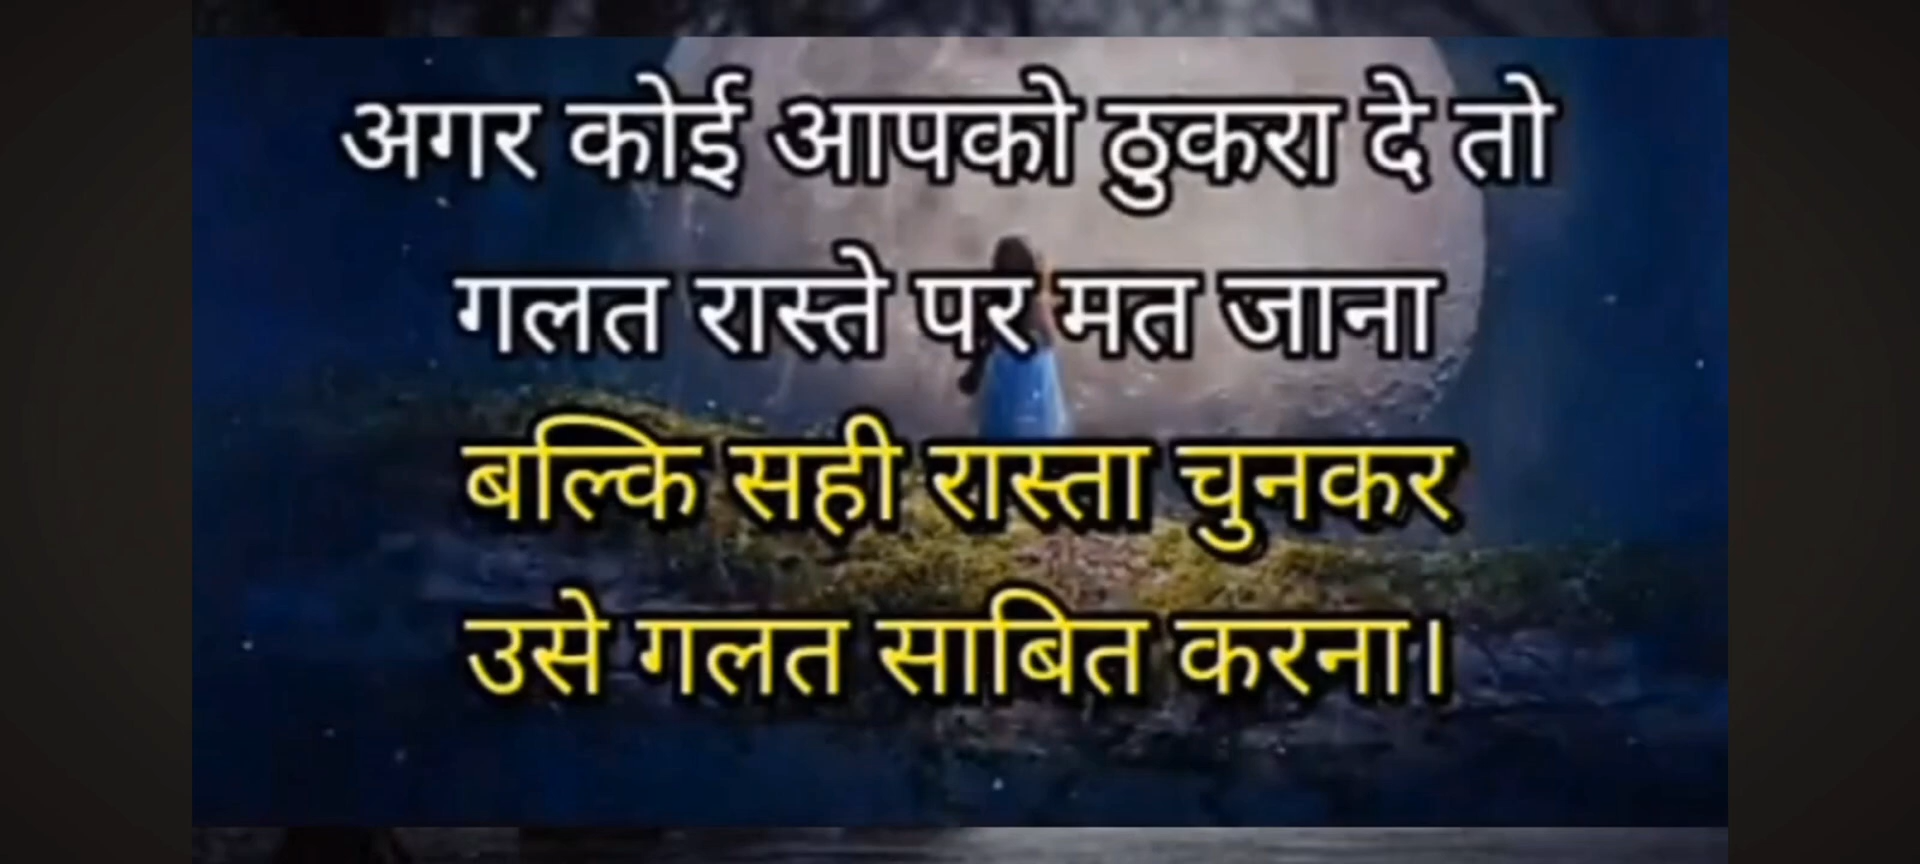 अगर कोई आपको ठुकरा दे तो
गलत रास्ते पर मत जाना
बल्कि सही रास्ता चुनकर
उसे गलत साबित करना।